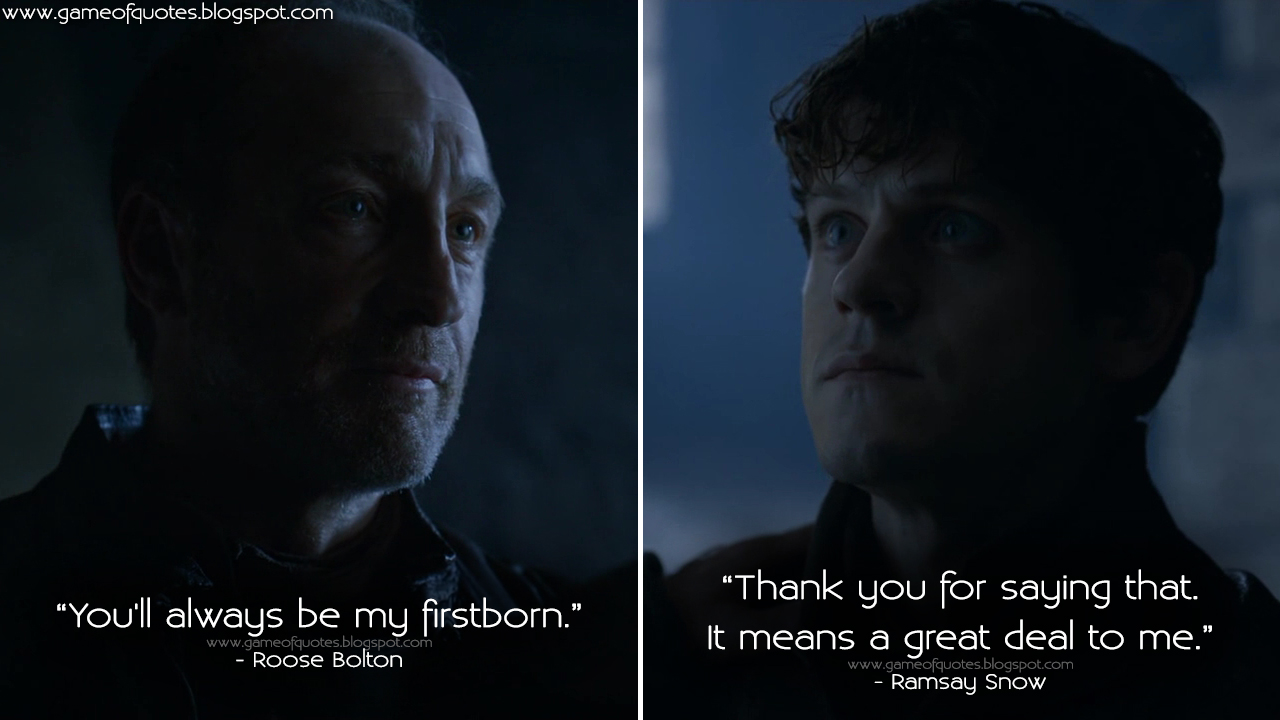 www.gameofquotes.blogspot.com
“You'll always be my firstborn.”
www.gameofquotes.blogspot.com
- Roose Bolton
“Thank you for saying that.
It means a great deal to me.”
www.gameofquotes.blogspot.com
- Ramsay Snow